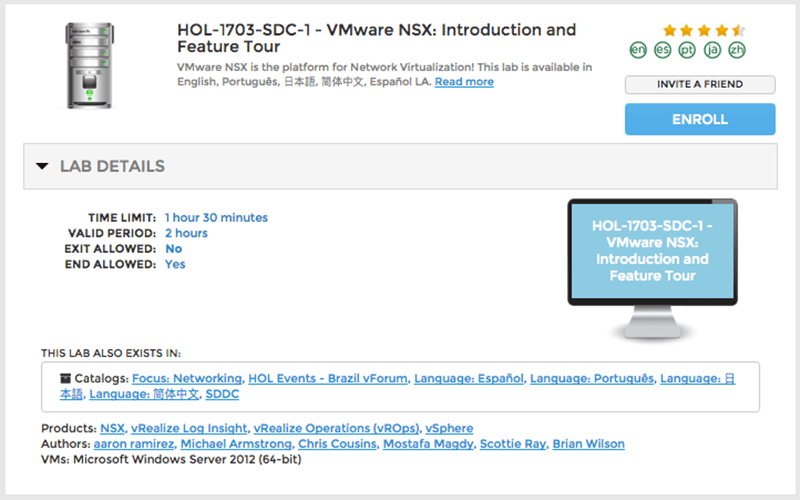 HOL-1703-SDC-1 - VMware NSX: Introduction and
Feature Tour
VMware NSX is the platform for Network Virtualization! This lab is available in
English, Português, 日本語, 简体中文, Español LA. Read more
en es pt ja zh
INVITE A FRIEND
ENROLL
LAB DETAILS
TIME LIMIT: 1 hour 30 minutes
VALID PERIOD: 2 hours
EXIT ALLOWED: No
END ALLOWED: Yes
HOL-1703-SDC-1 -
VMware NSX:
Introduction and
Feature Tour
THIS LAB ALSO EXISTS IN:
Catalogs: Focus: Networking, HOL Events - Brazil vForum, Language: Español, Language: Português, Language: 日
本語, Language: 简体中文, SDDC
Products: NSX, vRealize Log Insight, vRealize Operations (vROps), vSphere
Authors: aaron ramirez, Michael Armstrong, Chris Cousins, Mostafa Magdy, Scottie Ray, Brian Wilson
VMs: Microsoft Windows Server 2012 (64-bit)